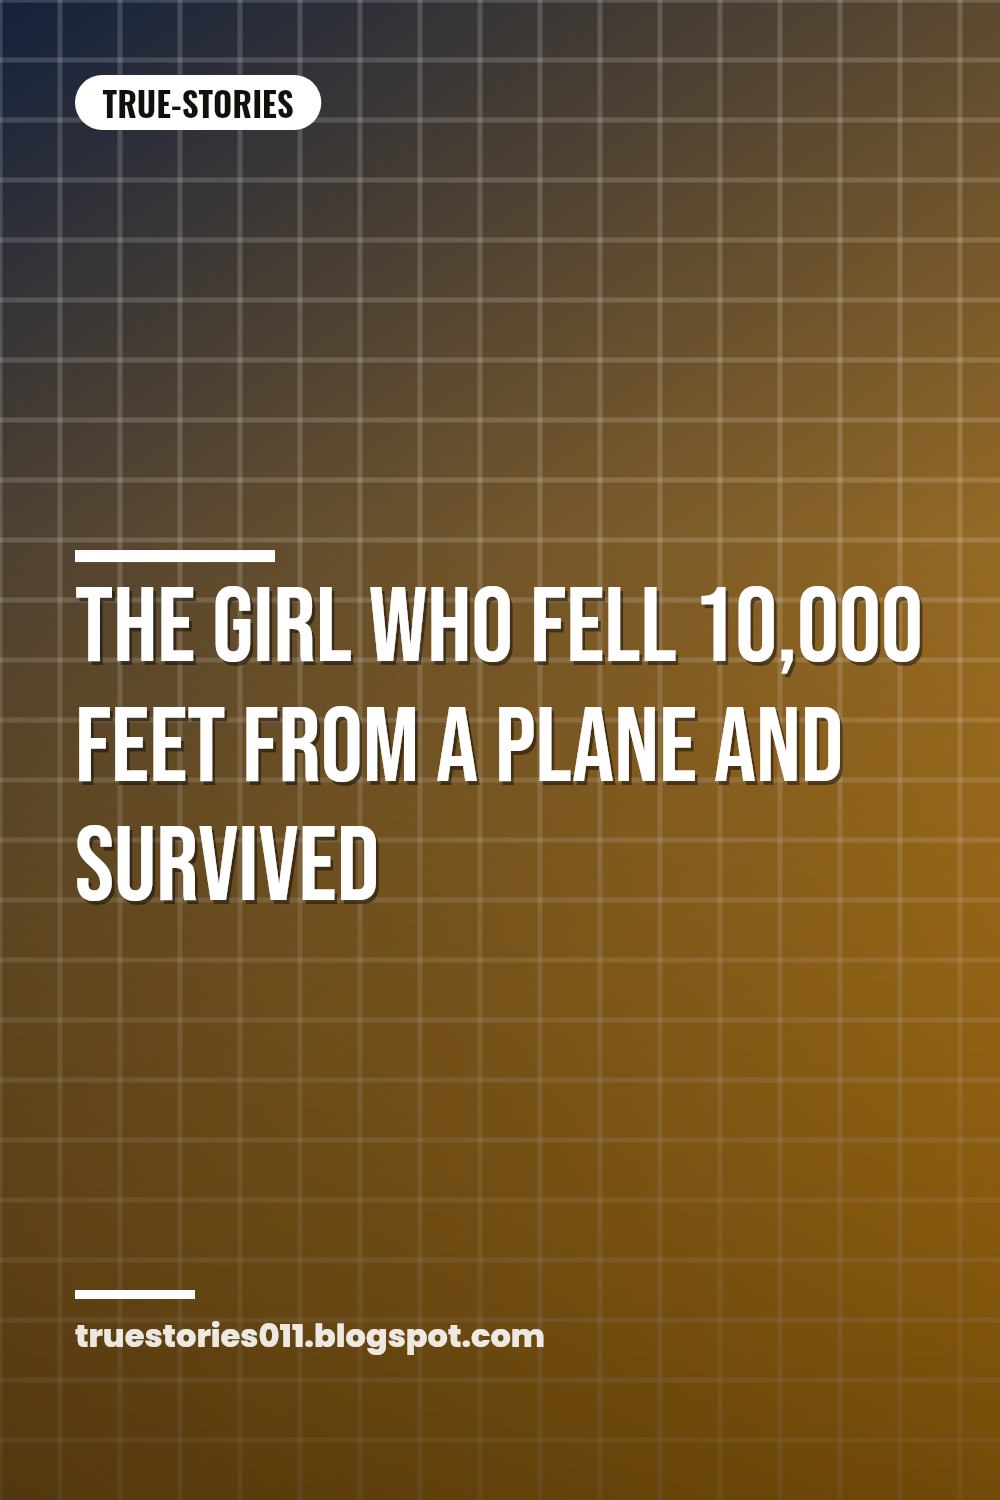 TRUE-STORIES
THE GIRL WHO FELL 10,000
FEET FROM A PLANE AND
SURVIVED
truestories011.blogspot.com